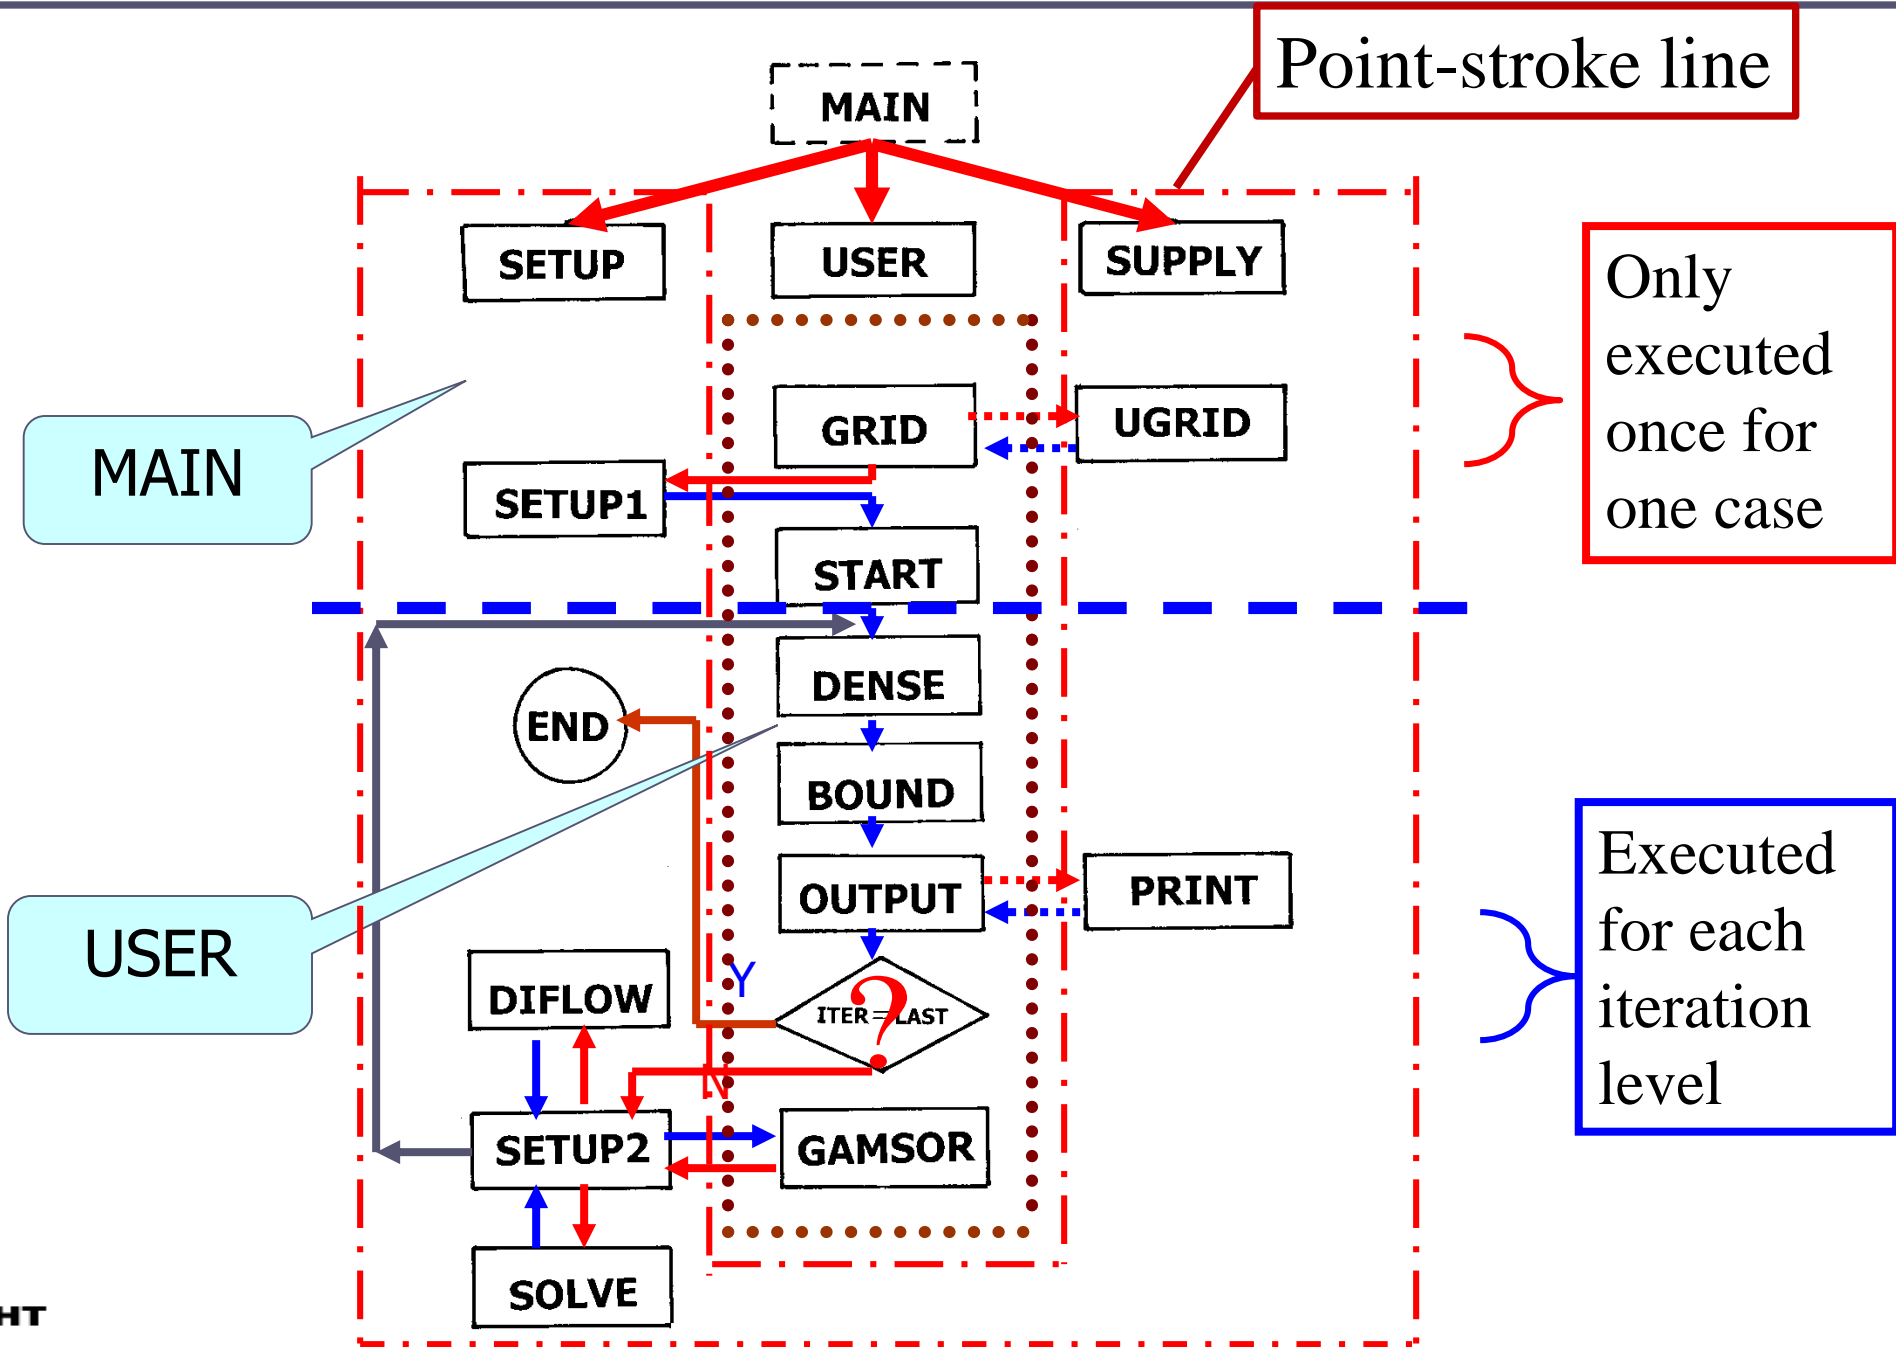 Point-stroke line
MAIN
SETUP
USER
SUPPLY
Only
executed
once for
one case
GRID
UGRID
MAIN
SETUP1
START
DENSE
END
BOUND
OUTPUT
PRINT
Executed
for each
iteration
level
USER
Y
DIFLOW
ITER=LAST
?
N
SETUP2
GAMSOR
SOLVE
HT